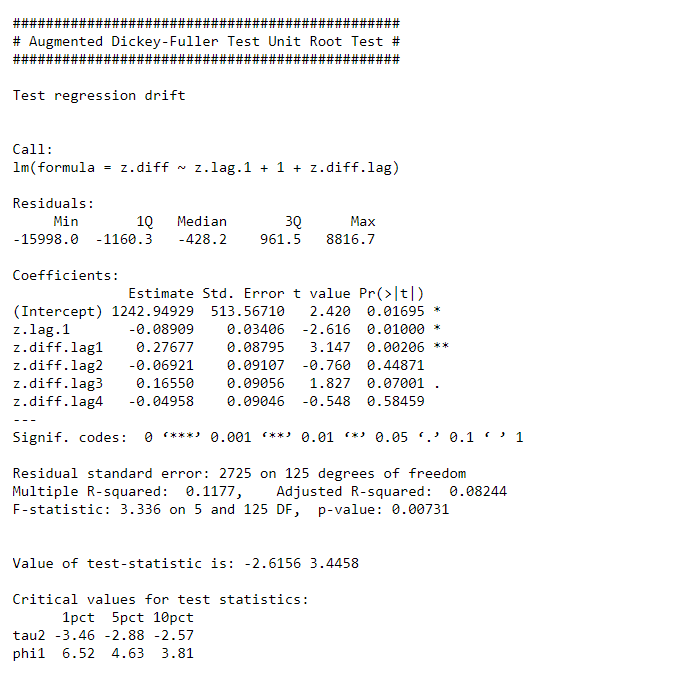 ###############################################
# Augmented Dickey-Fuller Test Unit Root Test #
###############################################
Test regression drift
Call:
lm(formula = z.diff ~ z.lag.1 + 1 + z.diff.lag)
Residuals:
     Min       1Q   Median       3Q      Max
-15998.0  -1160.3   -428.2    961.5   8816.7
Coefficients:
              Estimate Std. Error t value Pr(>|t|)
(Intercept) 1242.94929  513.56710   2.420  0.01695 *
z.lag.1       -0.08909    0.03406  -2.616  0.01000 *
z.diff.lag1    0.27677    0.08795   3.147  0.00206 **
z.diff.lag2   -0.06921    0.09107  -0.760  0.44871
z.diff.lag3    0.16550    0.09056   1.827  0.07001 .
z.diff.lag4   -0.04958    0.09046  -0.548  0.58459
---
Signif. codes:  0 ‘***’ 0.001 ‘**’ 0.01 ‘*’ 0.05 ‘.’ 0.1 ‘ ’ 1
Residual standard error: 2725 on 125 degrees of freedom
Multiple R-squared:  0.1177,    Adjusted R-squared:  0.08244
F-statistic: 3.336 on 5 and 125 DF,  p-value: 0.00731
Value of test-statistic is: -2.6156 3.4458
Critical values for test statistics:
      1pct  5pct 10pct
tau2 -3.46 -2.88 -2.57
phi1  6.52  4.63  3.81